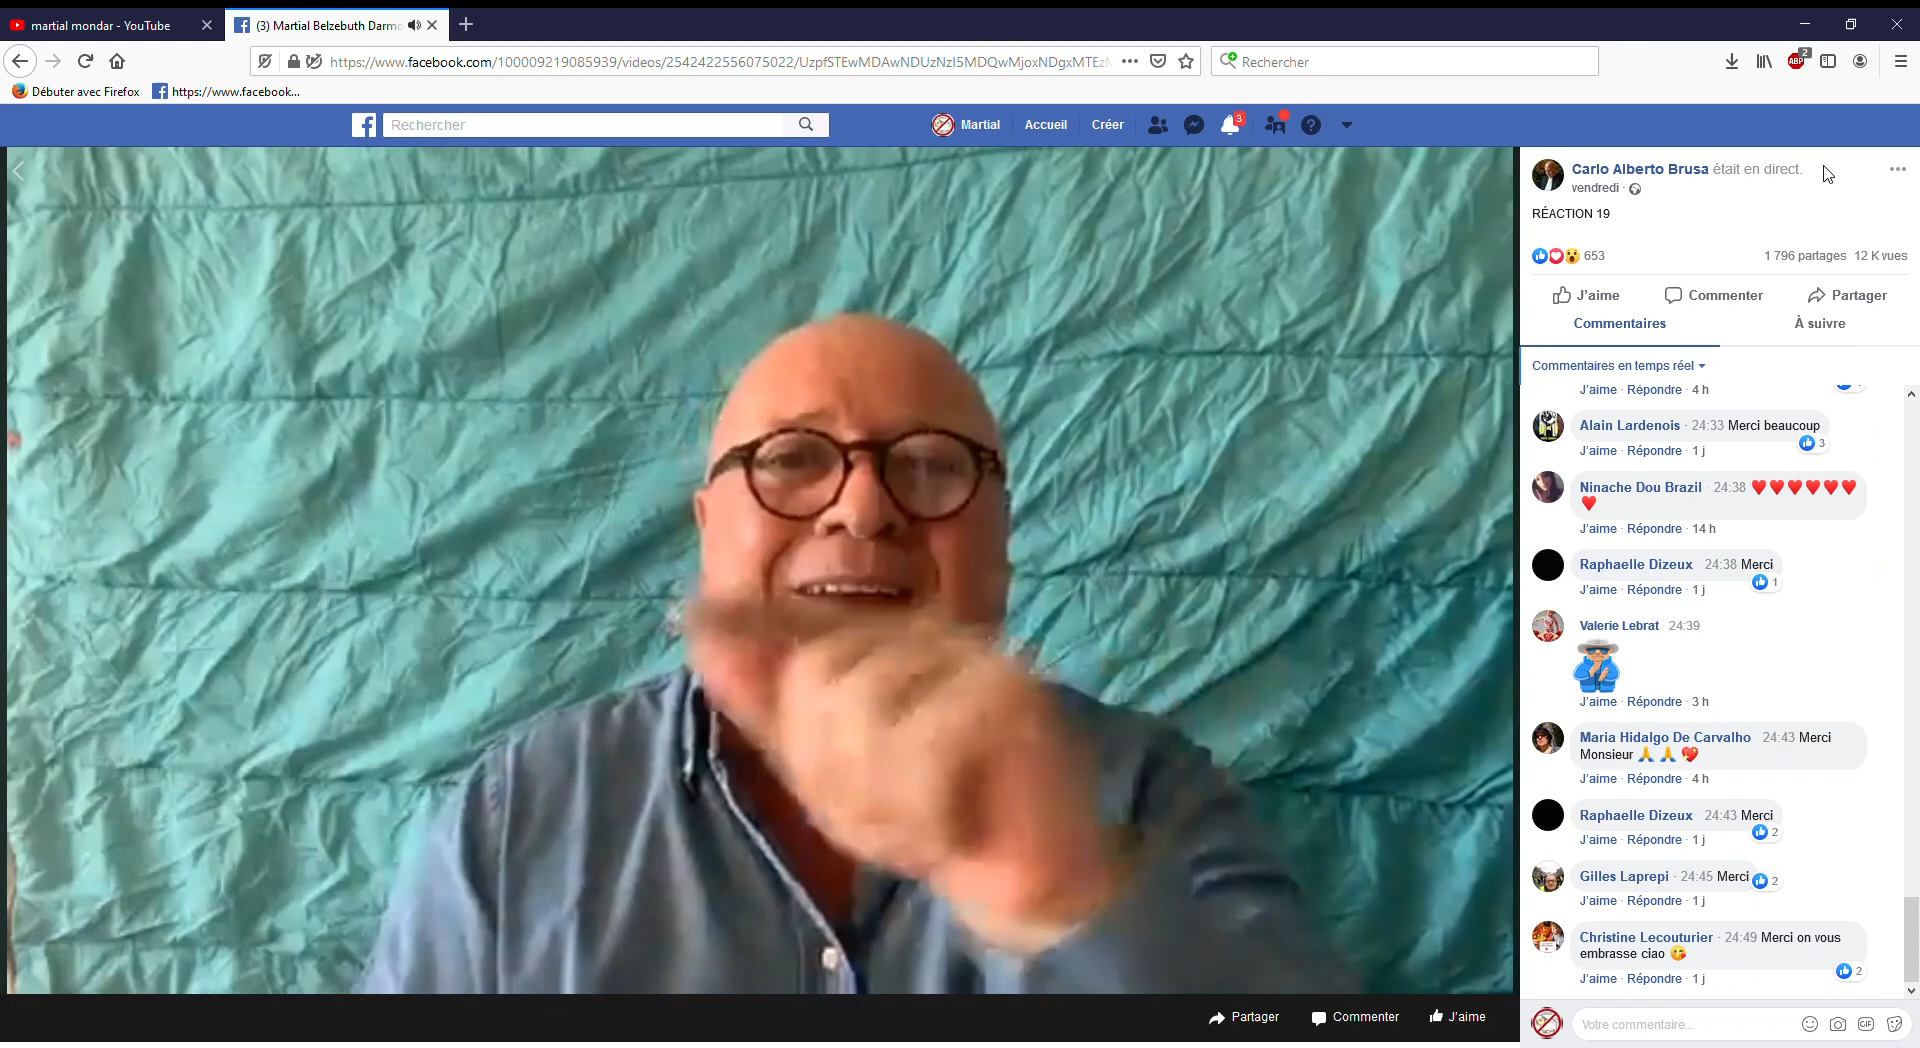 martial mondar - YouTube
(3) Martial Belzebuth Darmo
https://www.facebook.com/100009219085939/videos/2542422556075022/UzpfSTEwMDAwNDUzNzI5MDQwMjoxNDgxMTEzN
Rechercher
ABP
2
Débuter avec Firefox
https://www.facebook...
Rechercher
Martial
Accueil
Créer
3
Carlo Alberto Brusa était en direct.
vendredi ·
RÉACTION 19
653
1 796 partages 12 K vues
J'aime
Commenter
Partager
Commentaires
À suivre
Commentaires en temps réel
J'aime · Répondre · 4 h
Alain Lardenois · 24:33 Merci beaucoup
3
J'aime · Répondre · 1 j
Ninache Dou Brazil · 24:38 ❤❤❤❤❤❤
❤
J'aime · Répondre · 14 h
Raphaelle Dizeux · 24:38 Merci
1
J'aime · Répondre · 1 j
Valerie Lebrat · 24:39
J'aime · Répondre · 3 h
Maria Hidalgo De Carvalho · 24:43 Merci
Monsieur 🙏 🙏 💖
J'aime · Répondre · 4 h
Raphaelle Dizeux · 24:43 Merci
2
J'aime · Répondre · 1 j
Gilles Laprepi · 24:45 Merci
2
J'aime · Répondre · 1 j
Christine Lecouturier · 24:49 Merci on vous
embrasse ciao 😘
2
J'aime · Répondre · 1 j
Partager
Commenter
J'aime
Votre commentaire...
GIF